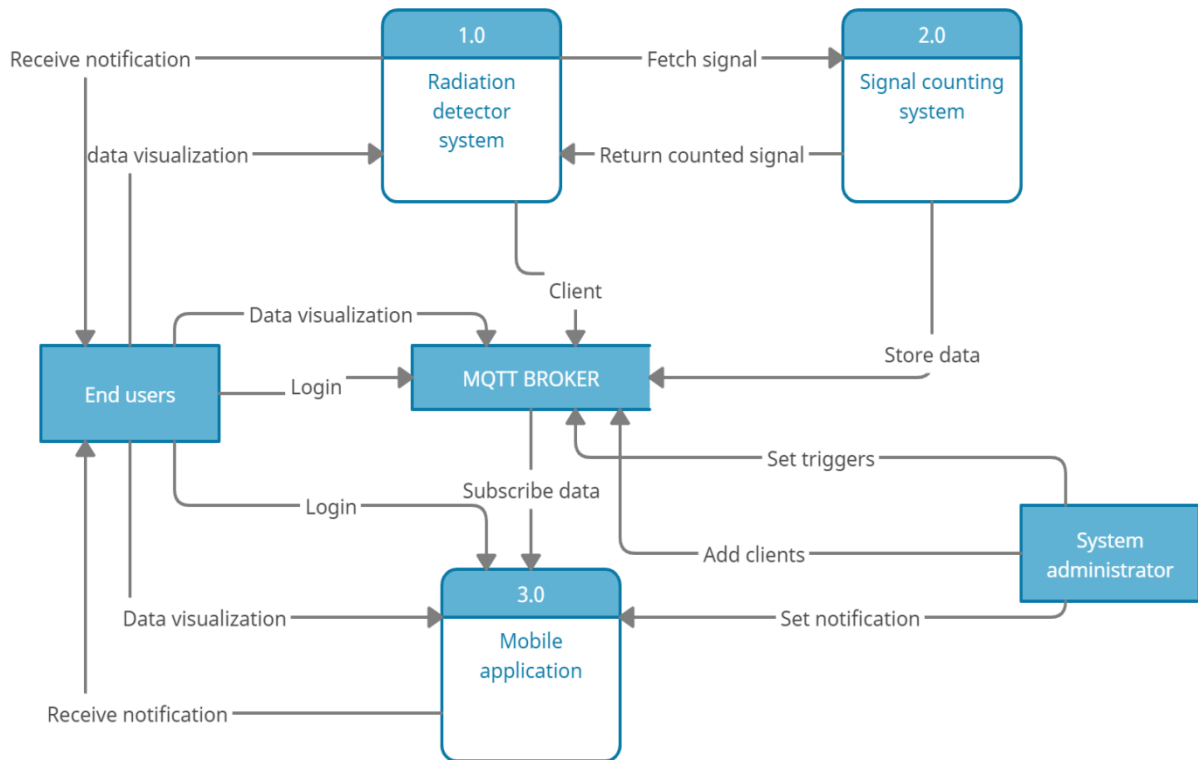 1.0
2.0
Receive notification
Fetch signal
Radiation
detector
system
Signal counting
system
data visualization
Return counted signal
Client
Data visualization
Store data
MQTT BROKER
End users
Login
Set triggers
Subscribe data
Login
System
administrator
Add clients
3.0
Data visualization
Set notification
Mobile
application
Receive notification